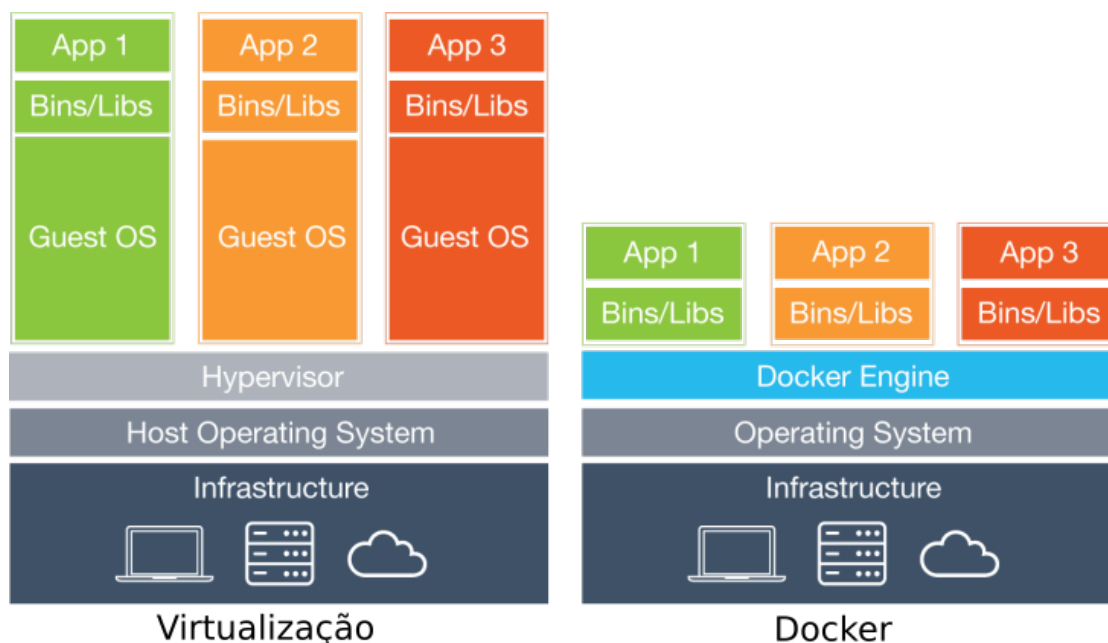 App 1
App 2
App 3
Bins/Libs
Bins/Libs
Bins/Libs
Guest OS
Guest OS
Guest OS
Hypervisor
Host Operating System
Infrastructure
Virtualização
App 1
App 2
App 3
Bins/Libs
Bins/Libs
Bins/Libs
Docker Engine
Operating System
Infrastructure
Docker